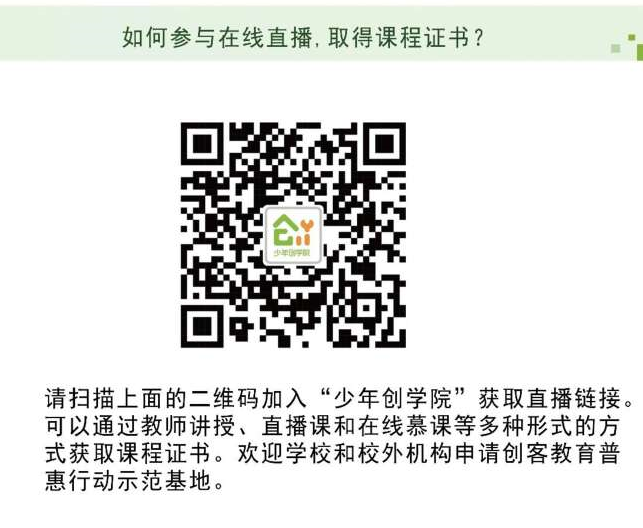 如何参与在线直播,取得课程证书?
少年创学院
请扫描上面的二维码加入“少年创学院”获取直播链接。
可以通过教师讲授、直播课和在线慕课等多种形式的方
式获取课程证书。欢迎学校和校外机构申请创客教育普
惠行动示范基地。